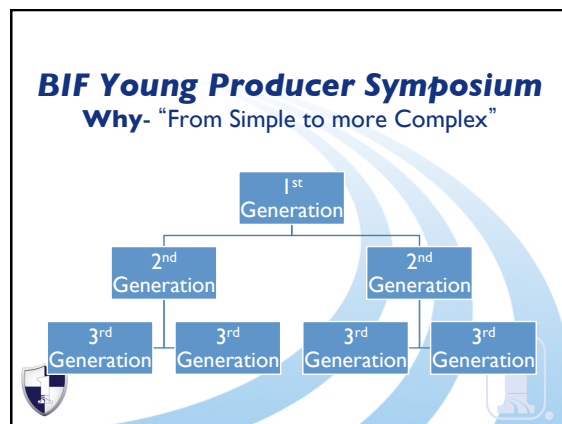 BIF Young Producer Symposium
Why- “From Simple to more Complex”
1st
Generation
2nd
Generation
2nd
Generation
3rd
Generation
3rd
Generation
3rd
Generation
3rd
Generation